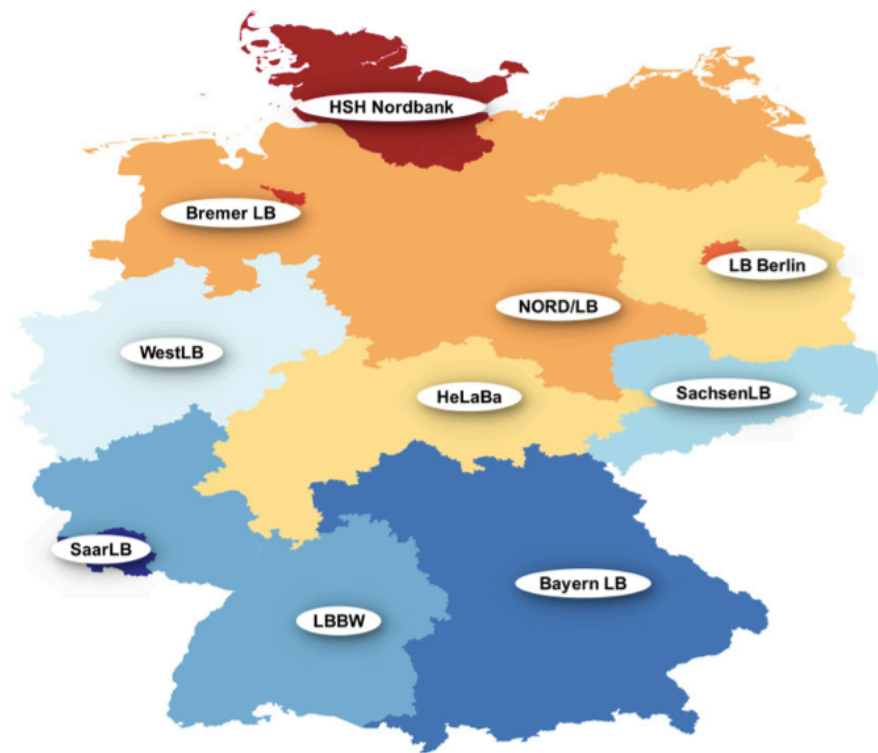 HSH Nordbank
Bremer LB
LB Berlin
NORD/LB
WestLB
HeLaBa
SachsenLB
SaarLB
Bayern LB
LBBW